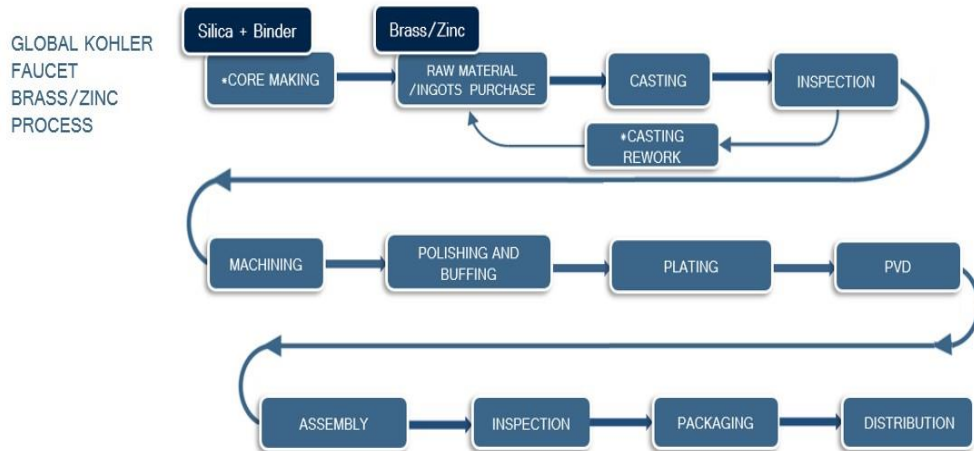 GLOBAL KOHLER
FAUCET
BRASS/ZINC
PROCESS
Silica + Binder
*CORE MAKING
Brass/Zinc
RAW MATERIAL
/INGOTS PURCHASE
CASTING
INSPECTION
*CASTING
REWORK
MACHINING
POLISHING AND
BUFFING
PLATING
PVD
ASSEMBLY
INSPECTION
PACKAGING
DISTRIBUTION